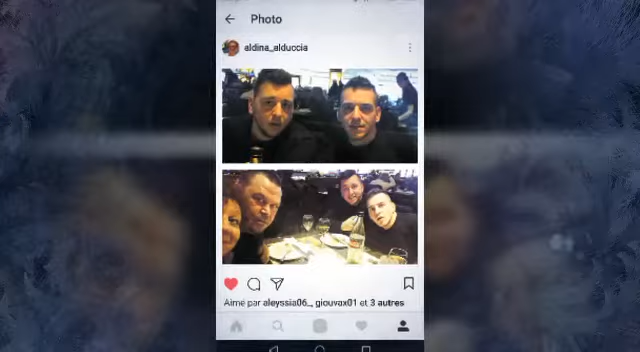 Photo
aldina_alduccia
Aimé par aleyssia06_, giouvax01 et 3 autres